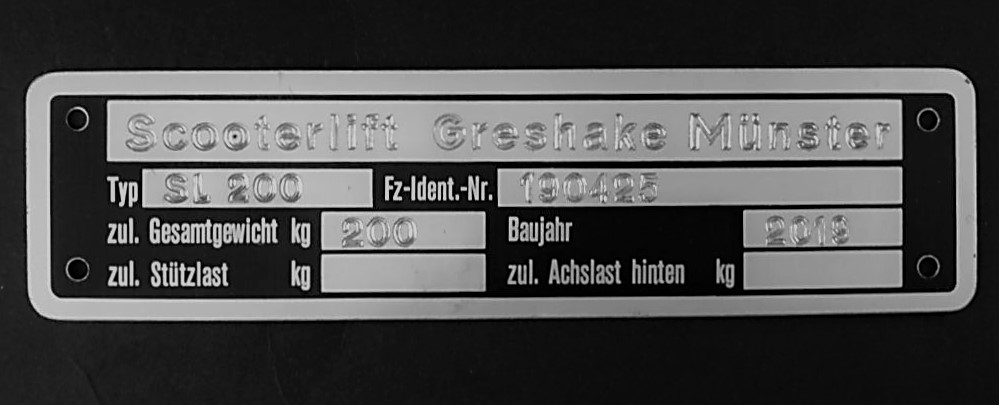 Scooterlift Greshake Münster
Typ SL 200 Fz-Ident.-Nr. 190425
zul. Gesamtgewicht kg 200 Baujahr 2019
zul. Stützlast kg zul. Achslast hinten kg